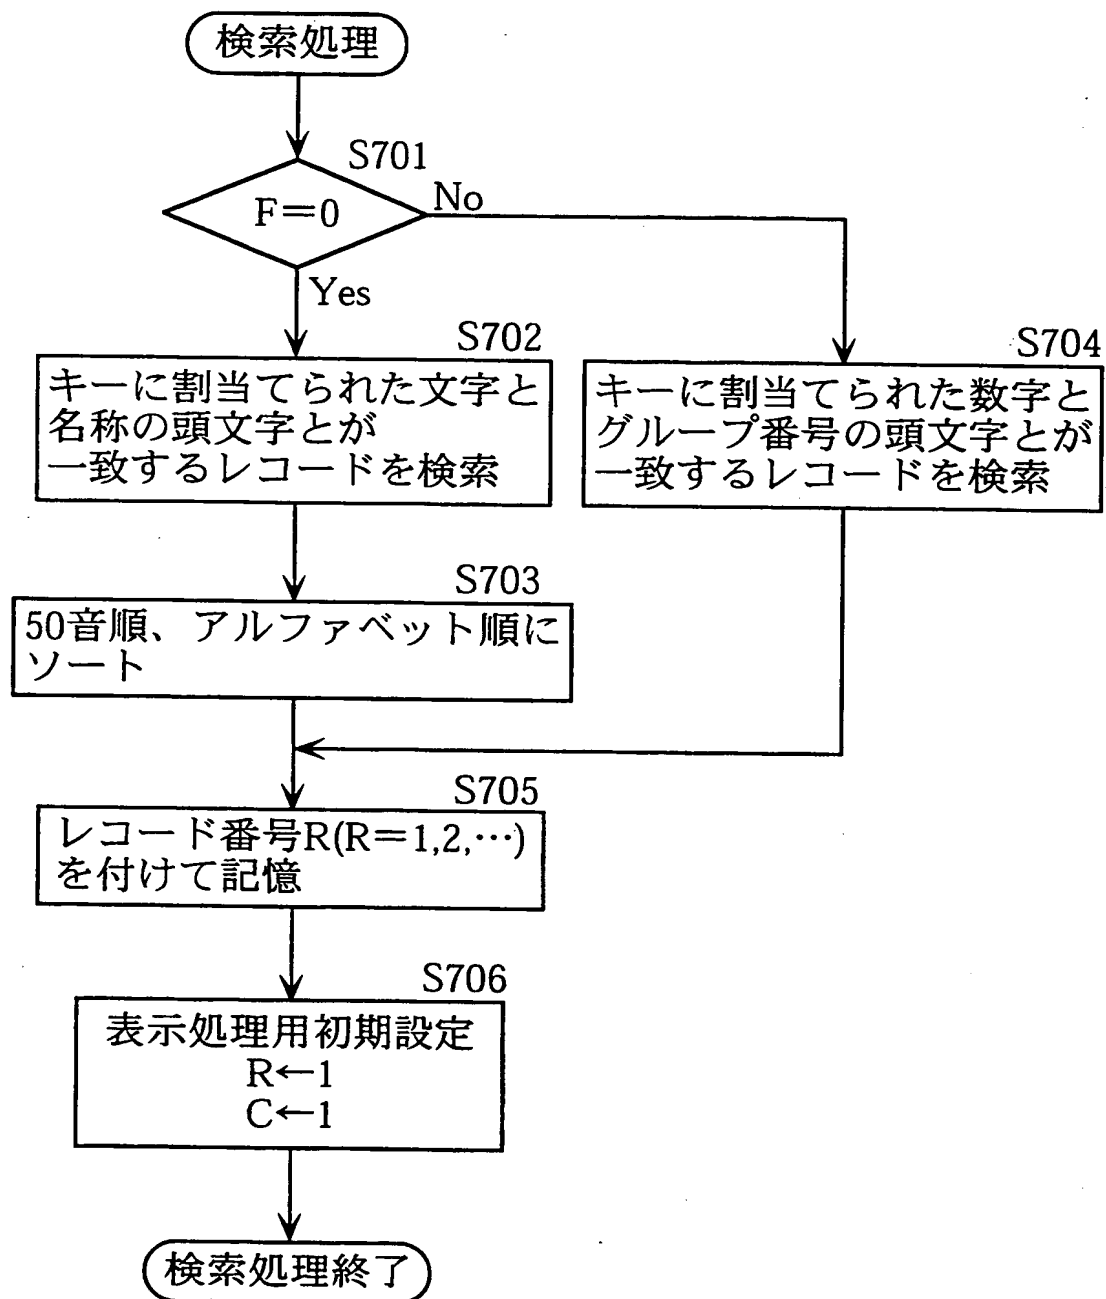 検索処理
S701
F=0
No
Yes
S702
キーに割当てられた文字と
名称の頭文字とが
一致するレコードを検索
S704
キーに割当てられた数字と
グループ番号の頭文字とが
一致するレコードを検索
S703
50音順、アルファベット順に
ソート
S705
レコード番号R(R=1,2,…)
を付けて記憶
S706
表示処理用初期設定
R←1
C←1
検索処理終了